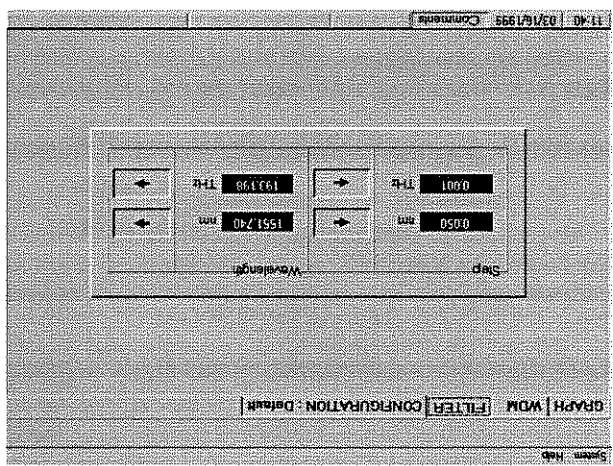 System Help
GRAPH WDM FILTER CONFIGURATION : Default
Step Wavelength
0.050 nm 1551.740 nm
0.001 THz 193.198 THz
11:40 03/16/1999 Comments